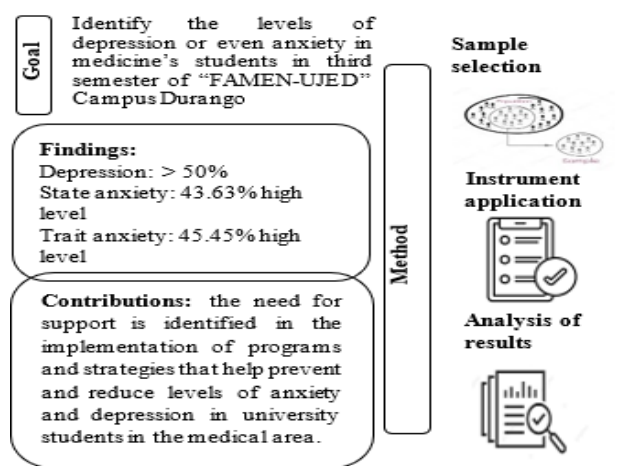 Goal
Identify the levels of
depression or even anxiety in
medicine's students in third
semester of "FAMEN-UJED"
Campus Durango
Findings:
Depression: > 50%
State anxiety: 43.63% high
level
Trait anxiety: 45.45% high
level
Contributions: the need for
support is identified in the
implementation of programs
and strategies that help prevent
and reduce levels of anxiety
and depression in university
students in the medical area.
Method
Sample
selection
Instrument
application
Analysis of
results